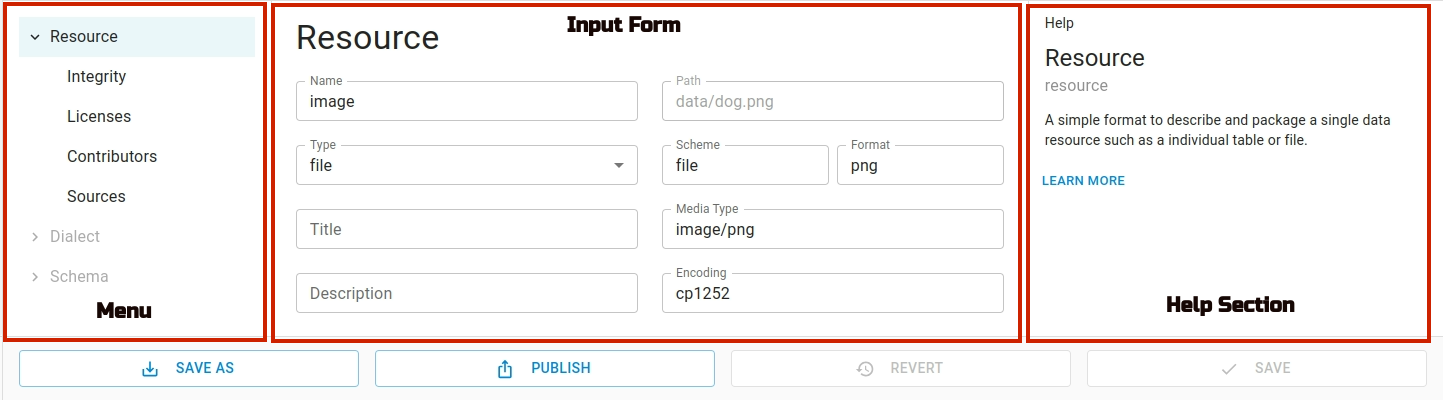 Resource
Integrity
Licenses
Contributors
Sources
Dialect
Schema
Menu
Input Form
Resource
Name
image
Path
data/dog.png
Type
file
Scheme
file
Format
png
Title
Media Type
image/png
Description
Encoding
cp1252
Help
Resource
resource
A simple format to describe and package a single data
resource such as a individual table or file.
LEARN MORE
Help Section
SAVE AS
PUBLISH
REVERT
SAVE